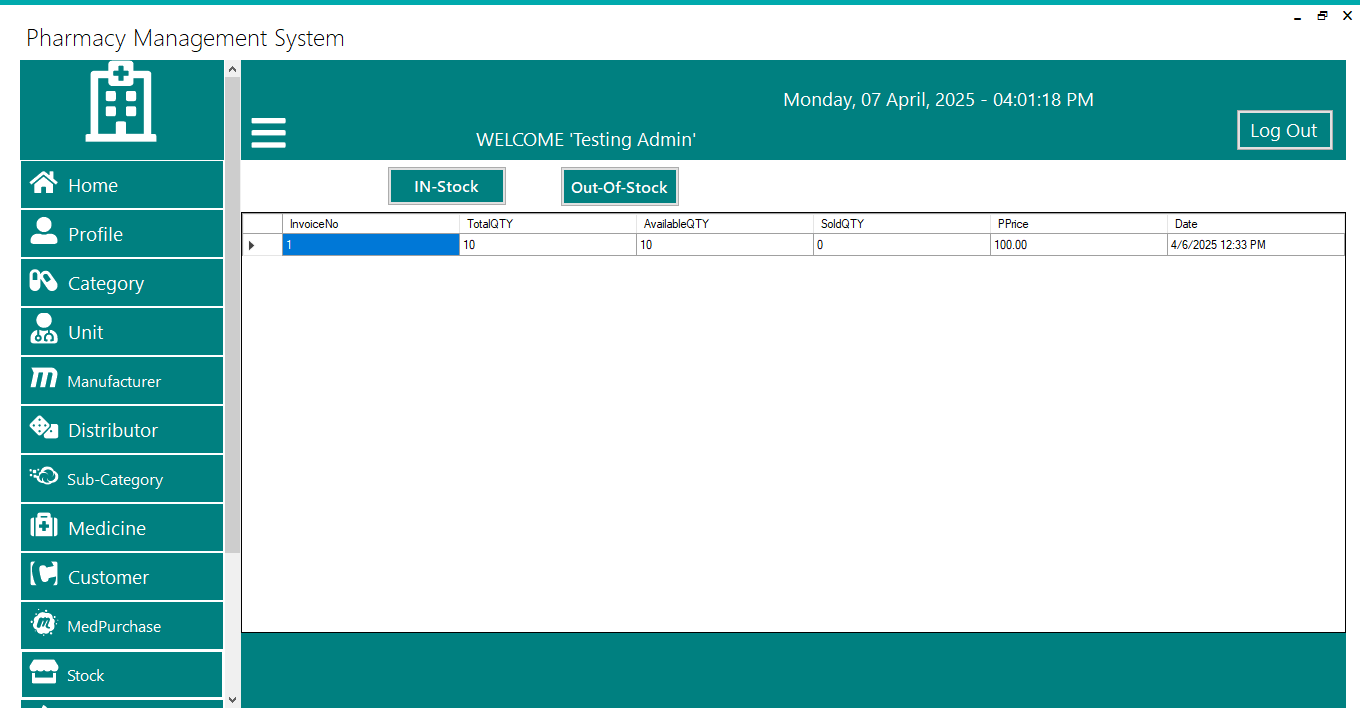 Pharmacy Management System
Monday, 07 April, 2025 - 04:01:18 PM
WELCOME 'Testing Admin'
Log Out
Home
Profile
Category
Unit
Manufacturer
Distributor
Sub-Category
Medicine
Customer
MedPurchase
Stock
IN-Stock Out-Of-Stock
InvoiceNo TotalQTY AvailableQTY SoldQTY PPrice Date
1 10 10 0 100.00 4/6/2025 12:33 PM